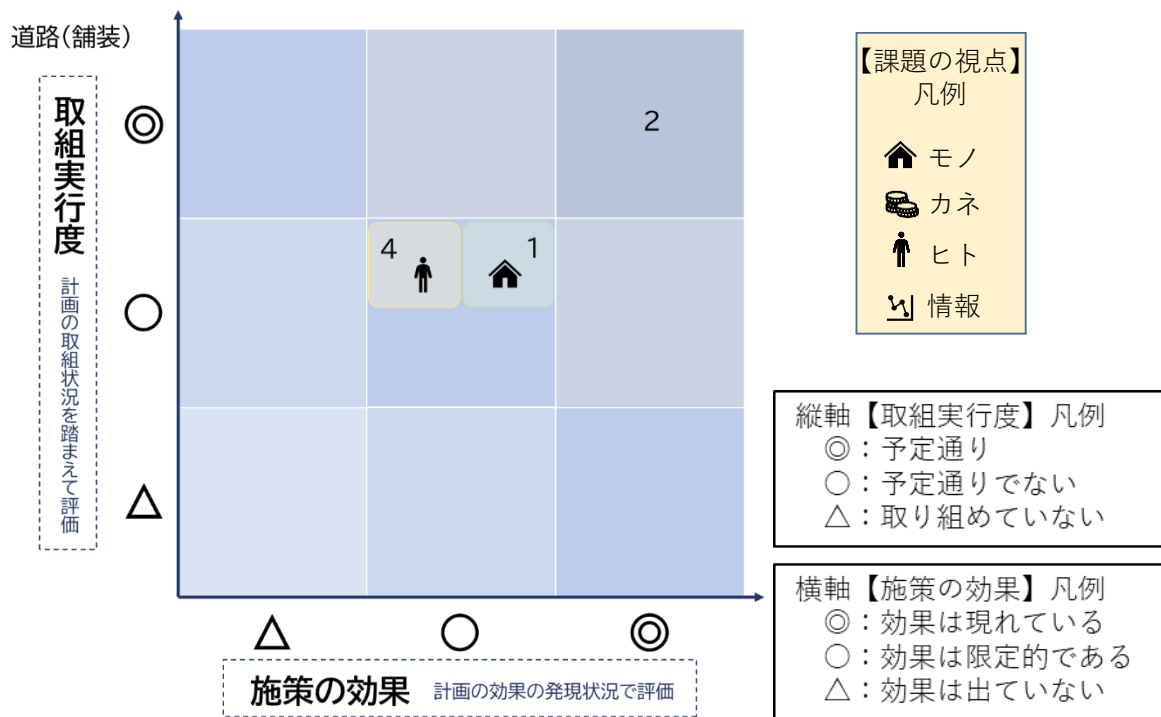 道路(舗装)
取組実行度
計画の取組状況を踏まえて評価
◎
○
△
2
4
1
△
○
◎
施策の効果 計画の効果の発現状況で評価
【課題の視点】
凡例
モノ
カネ
ヒト
情報
縦軸【取組実行度】凡例
◎：予定通り
○：予定通りでない
△：取り組めていない
横軸【施策の効果】凡例
◎：効果は現れている
○：効果は限定的である
△：効果は出ていない